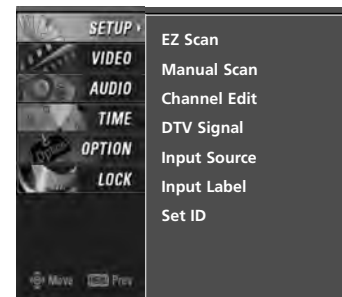 SETUP
VIDEO
AUDIO
TIME
OPTION
LOCK
Move Prev
EZ Scan
Manual Scan
Channel Edit
DTV Signal
Input Source
Input Label
Set ID